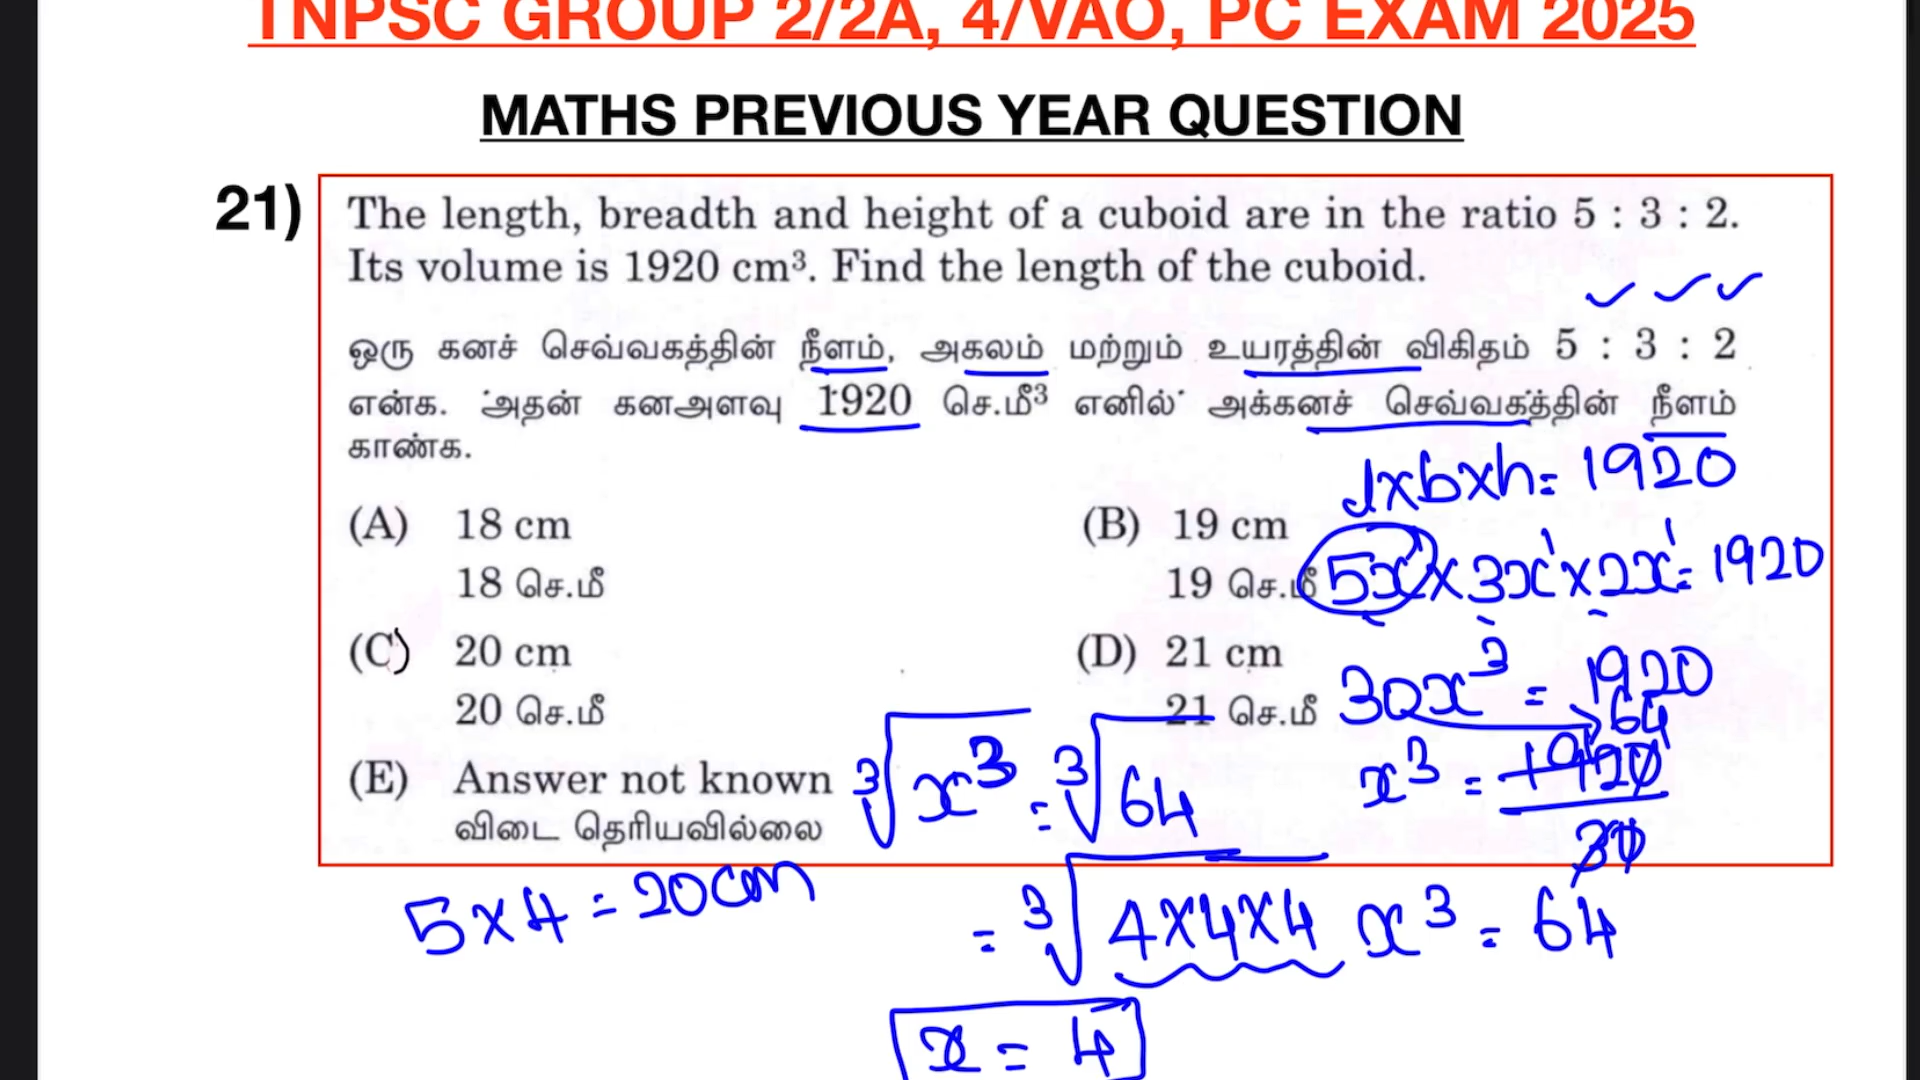 TNPSC GROUP 2/2A, 4/VAO, PC EXAM 2025
MATHS PREVIOUS YEAR QUESTION
21)
The length, breadth and height of a cuboid are in the ratio 5 : 3 : 2.
Its volume is 1920 cm³. Find the length of the cuboid.
ஒரு கனச் செவ்வகத்தின் நீளம், அகலம் மற்றும் உயரத்தின் விகிதம் 5 : 3 : 2
என்க. அதன் கனஅளவு 1920 செ.மீ³ எனில் அக்கனச் செவ்வகத்தின் நீளம்
காண்க.
(A) 18 cm
18 செ.மீ
(B) 19 cm
19 செ.மீ
(C) 20 cm
20 செ.மீ
(D) 21 cm
21 செ.மீ
(E) Answer not known
விடை தெரியவில்லை
l×b×h = 1920
5x¹×3x¹×2x¹ = 1920
30x³ = 1920
64
x³ = 1920
30
x³ = 64
∛x³ = ∛64
= ∛4×4×4
x = 4
5×4 = 20cm